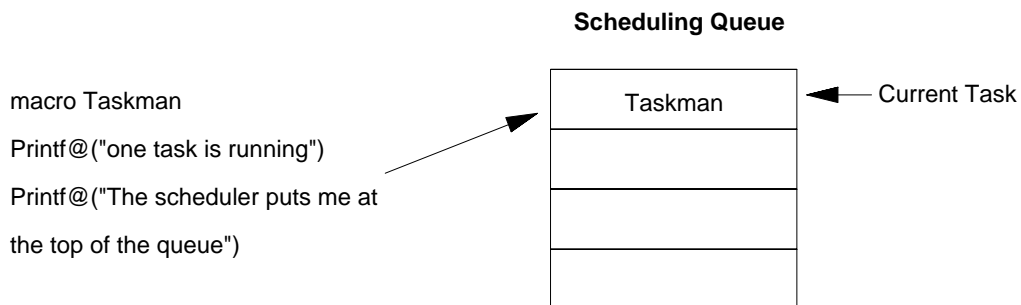 Scheduling Queue
macro Taskman
Printf@("one task is running")
Printf@("The scheduler puts me at
the top of the queue")
Taskman
Current Task